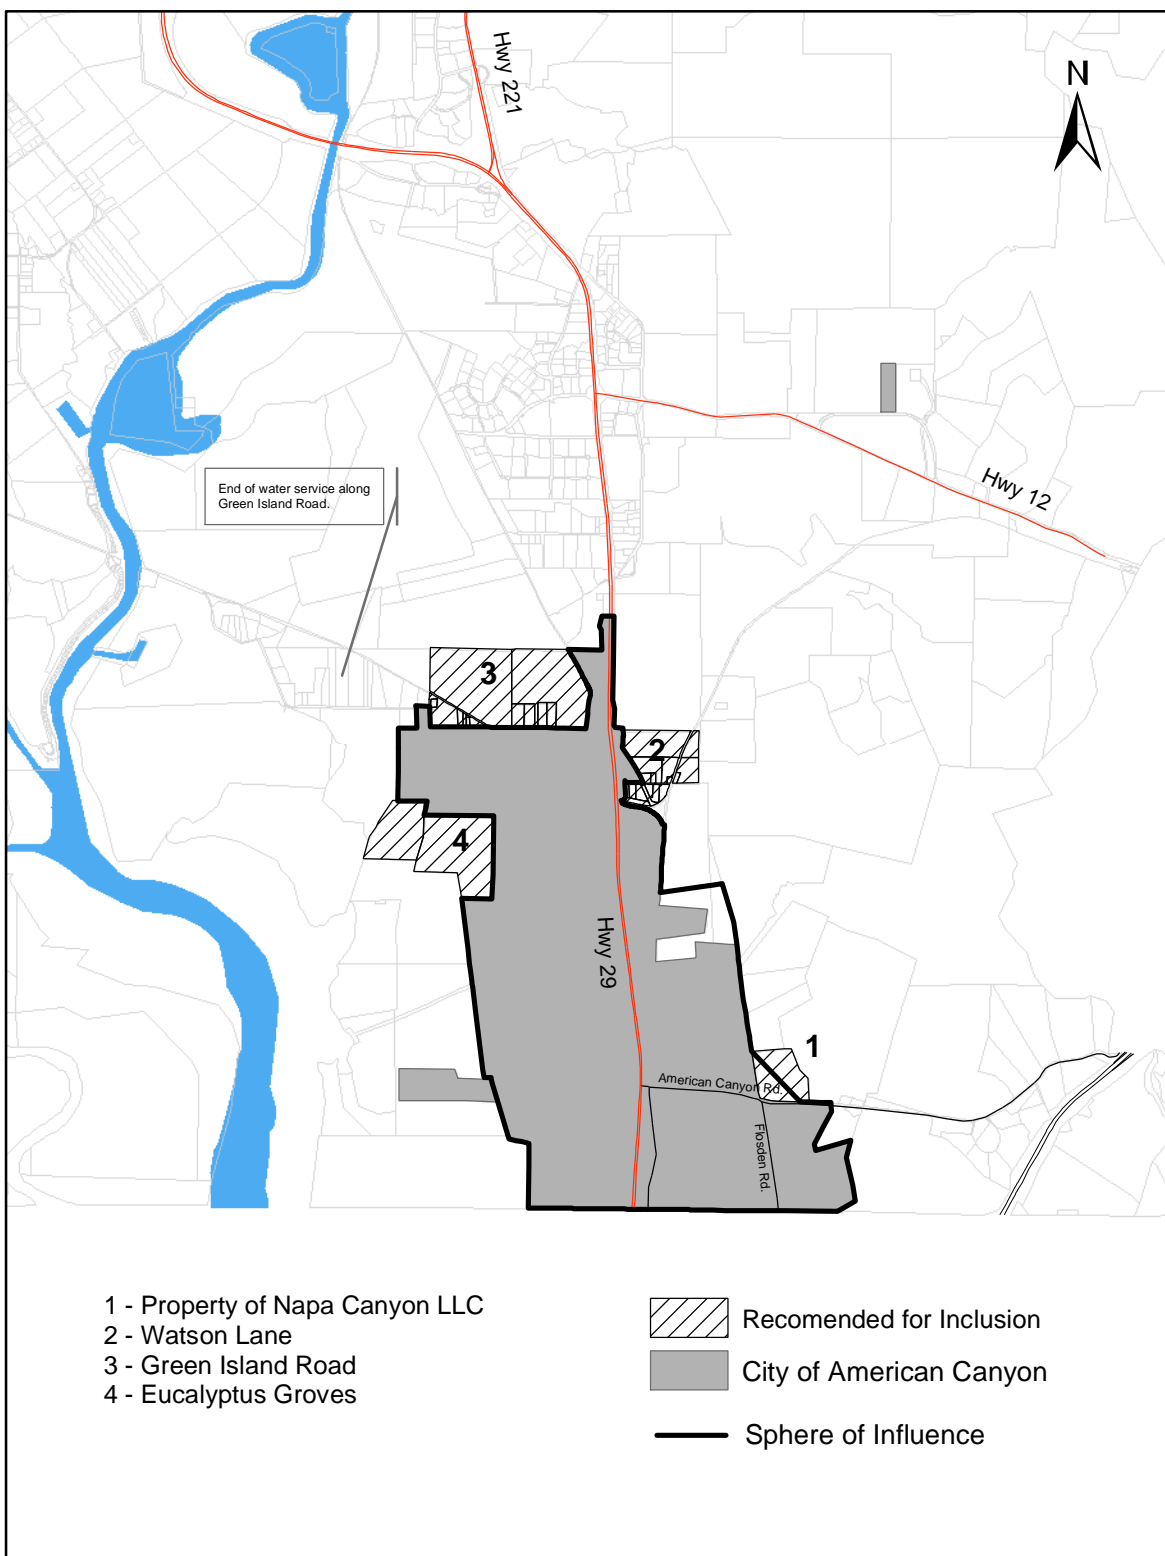 Hwy 221
N
Hwy 12
End of water service along
Green Island Road.
3
2
4
Hwy 29
1
American Canyon Rd.
Flosden Rd.
1 - Property of Napa Canyon LLC
2 - Watson Lane
3 - Green Island Road
4 - Eucalyptus Groves
Recomended for Inclusion
City of American Canyon
Sphere of Influence